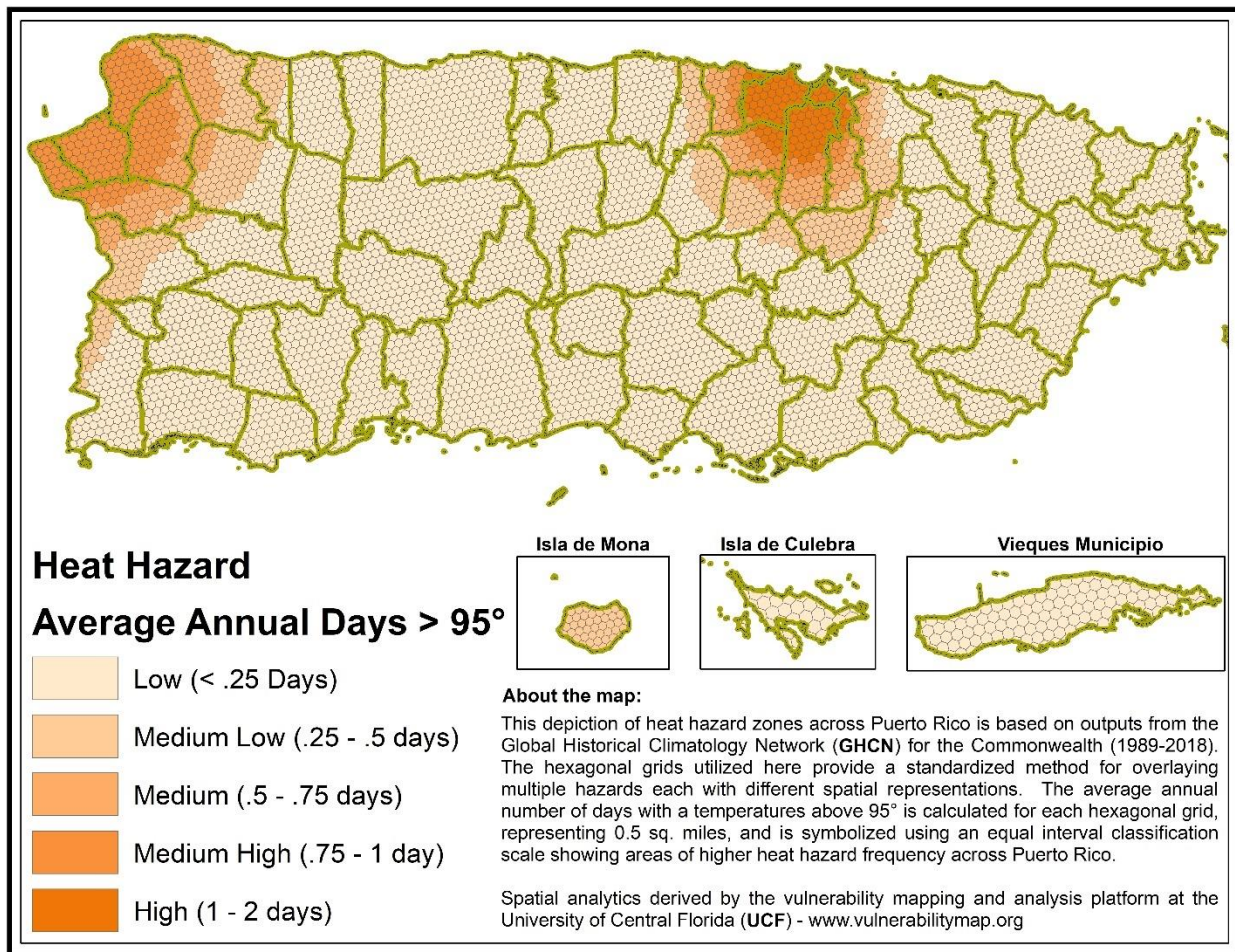 Isla de Mona
Isla de Culebra
Vieques Municipio
Heat Hazard
Average Annual Days > 95°
Low (< .25 Days)
Medium Low (.25 - .5 days)
Medium (.5 - .75 days)
Medium High (.75 - 1 day)
High (1 - 2 days)
About the map:
This depiction of heat hazard zones across Puerto Rico is based on outputs from the
Global Historical Climatology Network (GHCN) for the Commonwealth (1989-2018).
The hexagonal grids utilized here provide a standardized method for overlaying
multiple hazards each with different spatial representations. The average annual
number of days with a temperatures above 95° is calculated for each hexagonal grid,
representing 0.5 sq. miles, and is symbolized using an equal interval classification
scale showing areas of higher heat hazard frequency across Puerto Rico.
Spatial analytics derived by the vulnerability mapping and analysis platform at the
University of Central Florida (UCF) - www.vulnerabilitymap.org